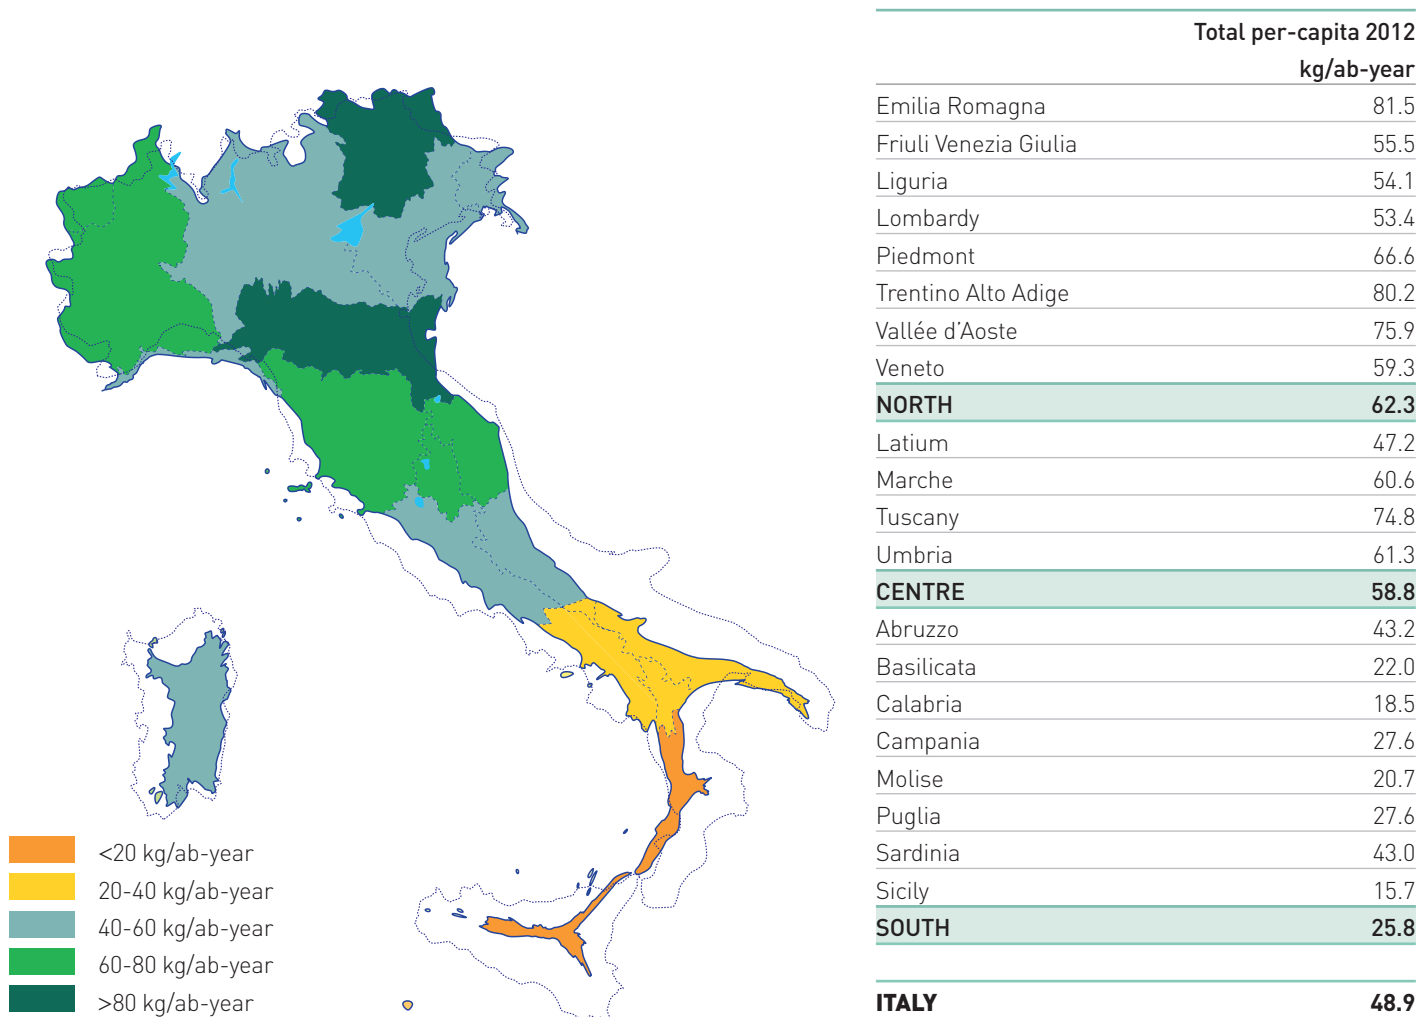 Total per-capita 2012
kg/ab-year
Emilia Romagna 81.5
Friuli Venezia Giulia 55.5
Liguria 54.1
Lombardy 53.4
Piedmont 66.6
Trentino Alto Adige 80.2
Vallée d'Aoste 75.9
Veneto 59.3
NORTH 62.3
Latium 47.2
Marche 60.6
Tuscany 74.8
Umbria 61.3
CENTRE 58.8
Abruzzo 43.2
Basilicata 22.0
Calabria 18.5
Campania 27.6
Molise 20.7
Puglia 27.6
Sardinia 43.0
Sicily 15.7
SOUTH 25.8
ITALY 48.9
<20 kg/ab-year
20-40 kg/ab-year
40-60 kg/ab-year
60-80 kg/ab-year
>80 kg/ab-year